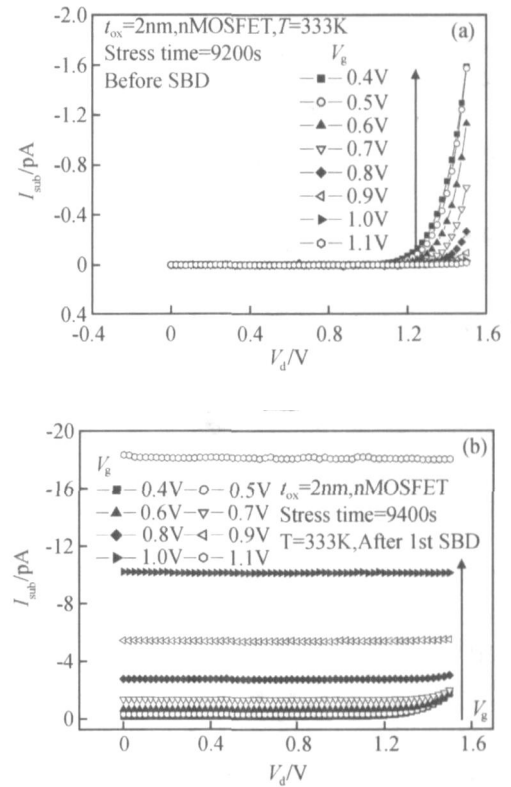 -2.0
t_ox=2nm,nMOSFET,T=333K
(a)
Stress time=9200s
V_g
Before SBD
-1.6
0.4V
0.5V
-1.2
0.6V
0.7V
-0.8
0.8V
0.9V
-0.4
1.0V
1.1V
0
0.4
I_sub/pA
-0.4 0 0.4 0.8 1.2 1.6
V_d/V
-20
(b)
V_g
0.4V 0.5V
t_ox=2nm,nMOSFET
-16
0.6V 0.7V
Stress time=9400s
0.8V 0.9V
T=333K,After 1st SBD
-12
1.0V 1.1V
-8
-4
V_g
0
I_sub/pA
0 0.4 0.8 1.2 1.6
V_d/V